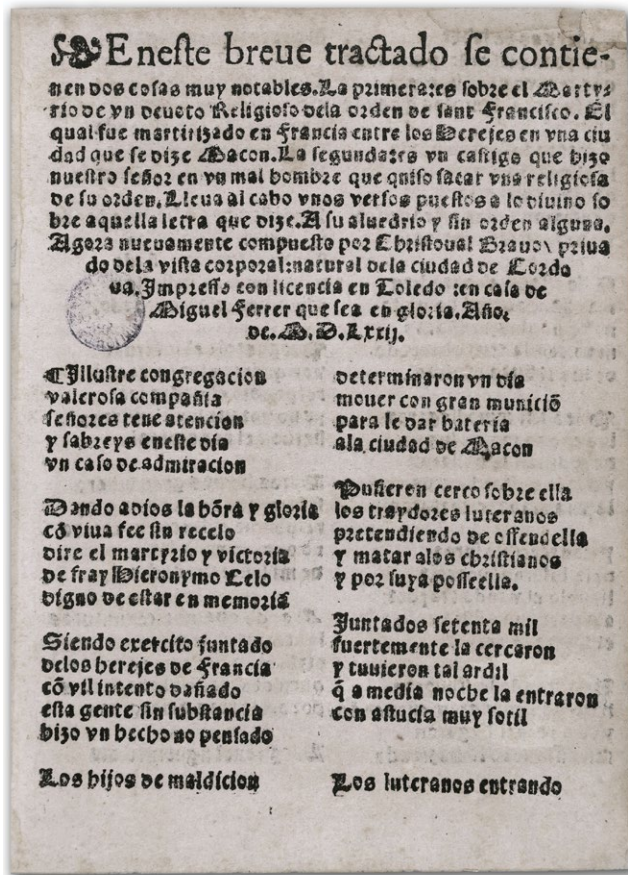 Eneste breue tractado se contie-
nen dos cosas muy notables. La primera: es sobre el Marty-
rio de vn deuoto Religioso dela orden de sant Francisco. El
qual fue martirizado en Francia entre los Herejes en vna ciu
dad que se dize Macon. La segunda: es vn castigo que hizo
nuestro señor en vn mal hombre que quiso sacar vna religiosa
de su orden. Lleua al cabo vnos versos puestos a lo diuino so
bre aquella letra que dize. A su aluedrio y sin orden alguna.
Agora nueuamente compuesto por Christoual Brauo priua
do dela vista corporal: natural dela ciudad de Cordo
ua. Impresso con licencia en Toledo : en casa de
Miguel Ferrer que sea en gloria. Año,
de. M. D. Lxxij.
¶Illustre congregacion
valerosa compañia
señores tene atencion
y sabreys eneste dia
vn caso de admiracion
Dando a dios la hõra y gloria
cõ viua fee sin recelo
dire el martyrio y victoria
de fray Hieronymo Lelo
digno de estar en memoria
Siendo exercito juntado
delos herejes de Francia
cõ vil intento dañado
esta gente sin substancia
hizo vn hecho no pensado
Los hijos de maldicion
determinaron vn dia
mouer con gran municiõ
para le dar bateria
ala ciudad de Macon
Pusieren cerco sobre ella
los traydores luteranos
pretendiendo de offendella
y matar alos christianos
y por suya posseella.
Juntados setenta mil
fuertemente la cercaron
y tuuieron tal ardil
q̃ a media noche la entraron
con astucia muy sotil
Los luteranos entrando